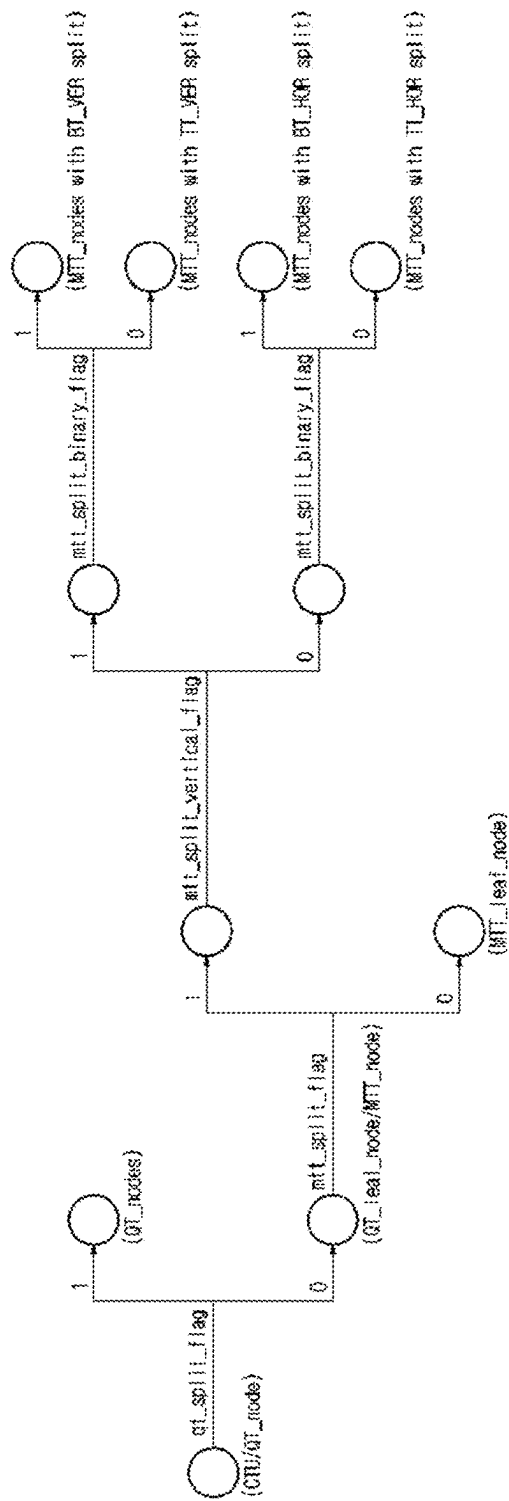 (CTU/QT_node)
qt_split_flag
1
(QT_nodes)
0
(QT_leaf_node/MTT_node)
mtt_split_flag
1
0
(MTT_leaf_node)
mtt_split_vertical_flag
1
0
mtt_split_binary_flag
1
(MTT_nodes with BT_VER split)
0
(MTT_nodes with TT_VER split)
mtt_split_binary_flag
1
(MTT_nodes with BT_HOR split)
0
(MTT_nodes with TT_HOR split)